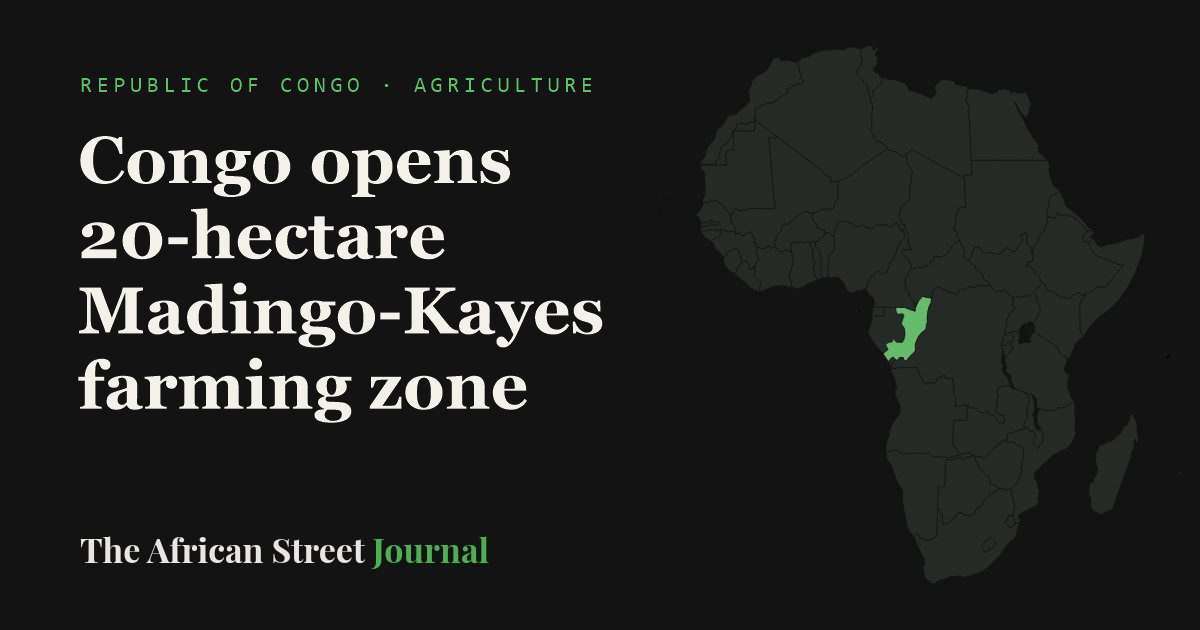 REPUBLIC OF CONGO · AGRICULTURE
Congo opens
20-hectare
Madingo-Kayes
farming zone
The African Street Journal